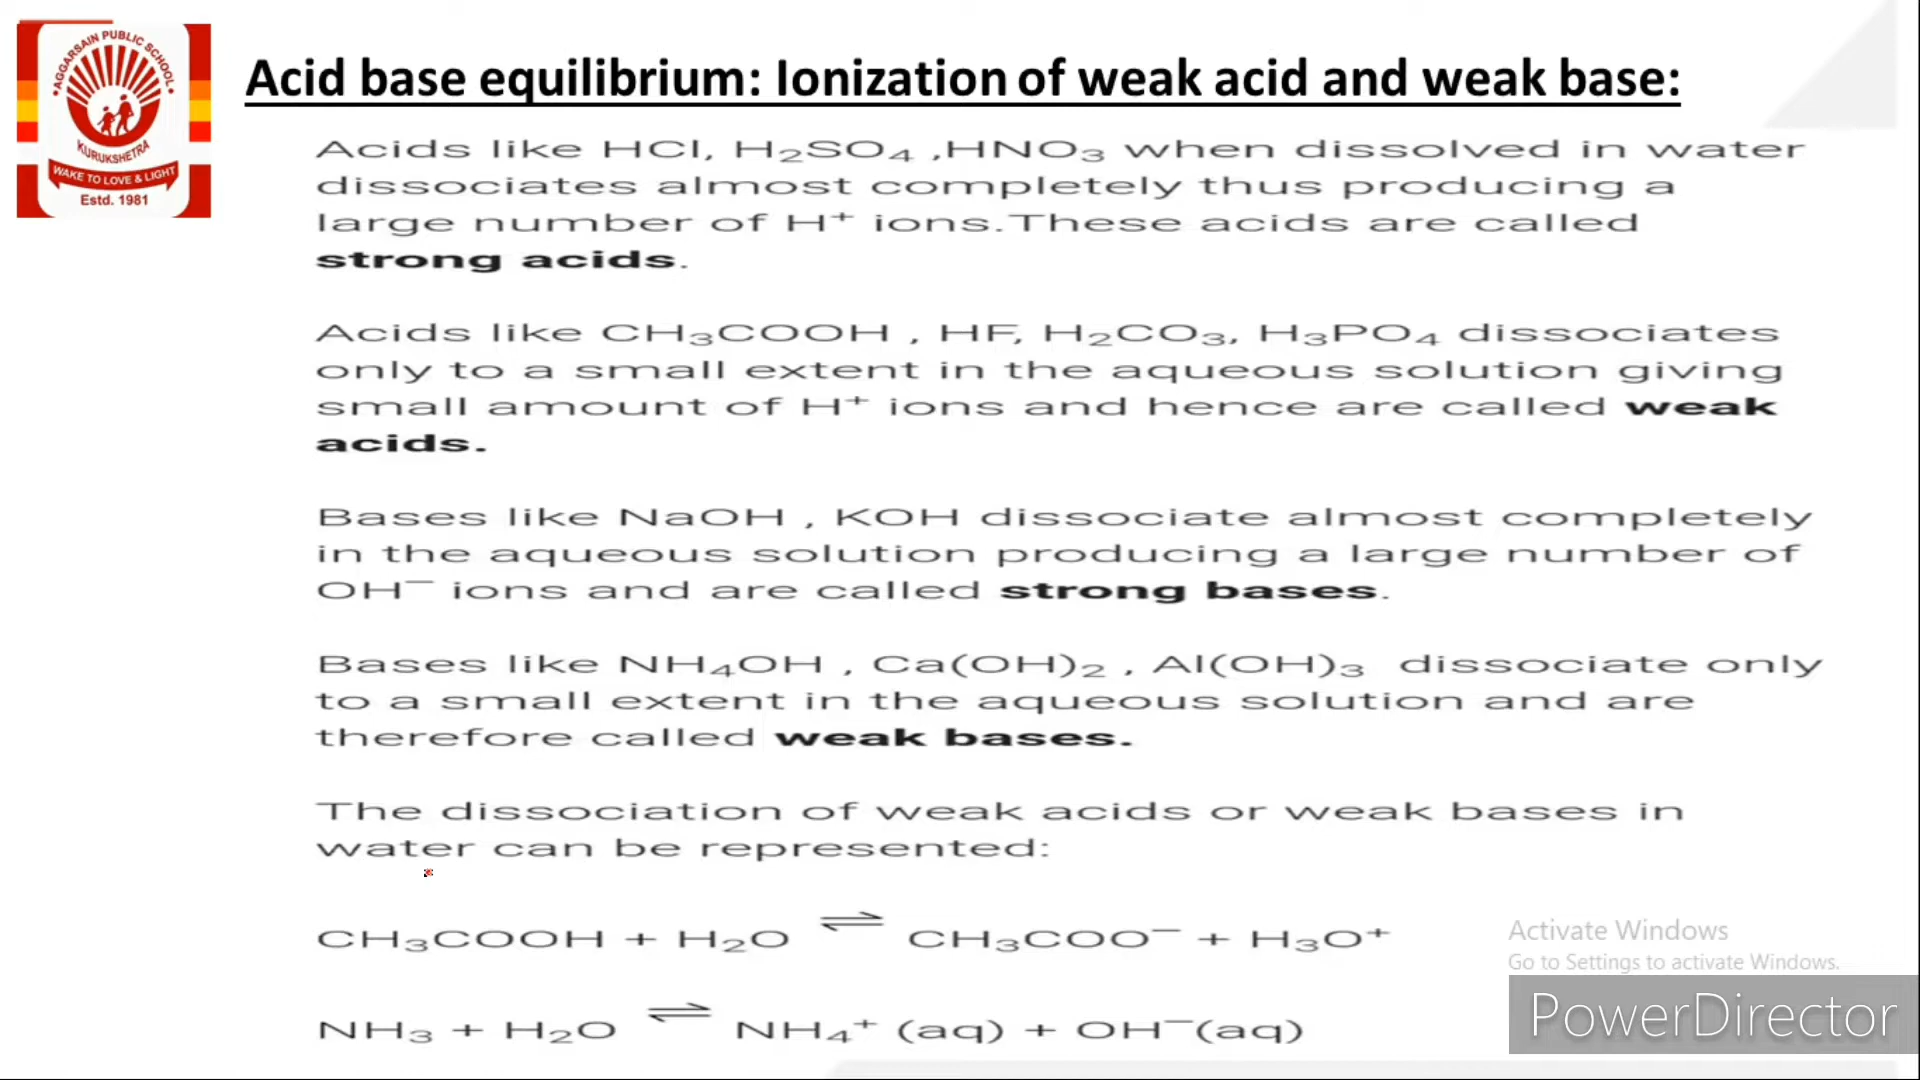 AGGARSAIN PUBLIC SCHOOL
KURUKSHETRA
WAKE TO LOVE & LIGHT
Estd. 1981
Acid base equilibrium: Ionization of weak acid and weak base:
Acids like HCl, H₂SO₄ ,HNO₃ when dissolved in water
dissociates almost completely thus producing a
large number of H⁺ ions.These acids are called
strong acids.
Acids like CH₃COOH , HF, H₂CO₃, H₃PO₄ dissociates
only to a small extent in the aqueous solution giving
small amount of H⁺ ions and hence are called weak
acids.
Bases like NaOH , KOH dissociate almost completely
in the aqueous solution producing a large number of
OH⁻ ions and are called strong bases.
Bases like NH₄OH , Ca(OH)₂ , Al(OH)₃ dissociate only
to a small extent in the aqueous solution and are
therefore called weak bases.
The dissociation of weak acids or weak bases in
water can be represented:
CH₃COOH + H₂O ⇌ CH₃COO⁻ + H₃O⁺
NH₃ + H₂O ⇌ NH₄⁺ (aq) + OH⁻(aq)
Activate Windows
Go to Settings to activate Windows.
PowerDirector